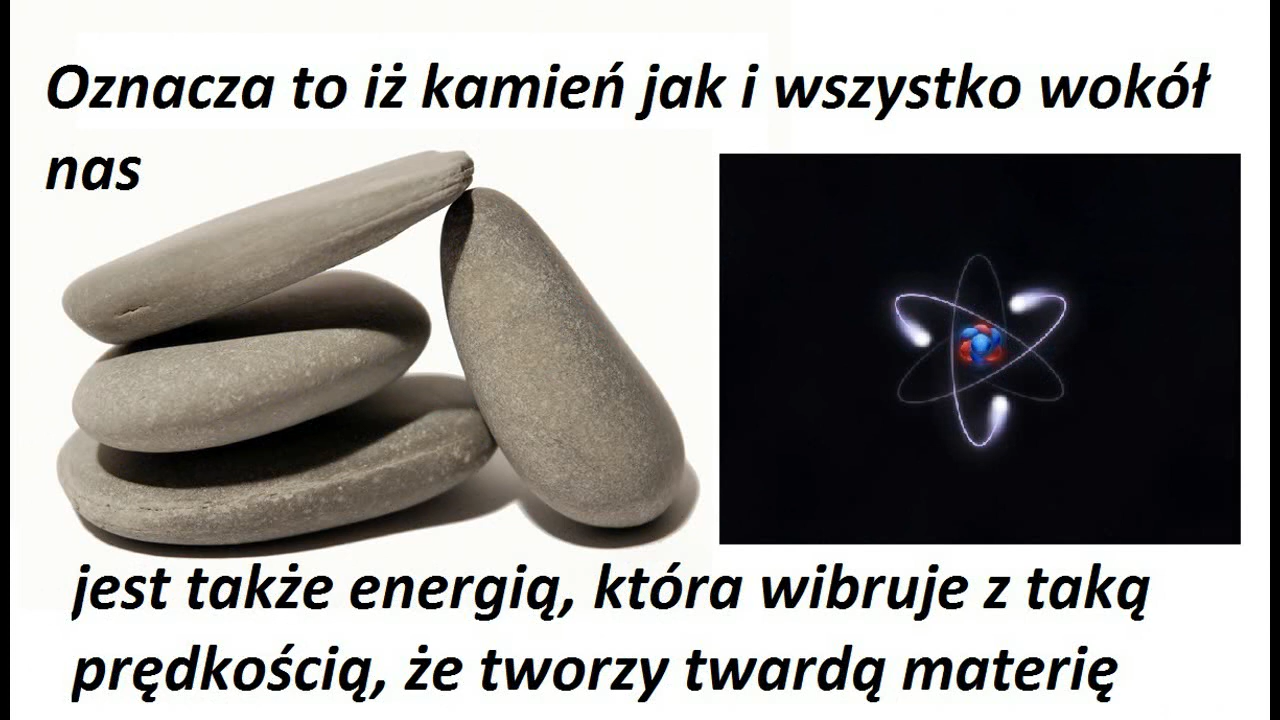 Oznacza to iż kamień jak i wszystko wokół
nas
jest także energią, która wibruje z taką
prędkością, że tworzy twardą materię